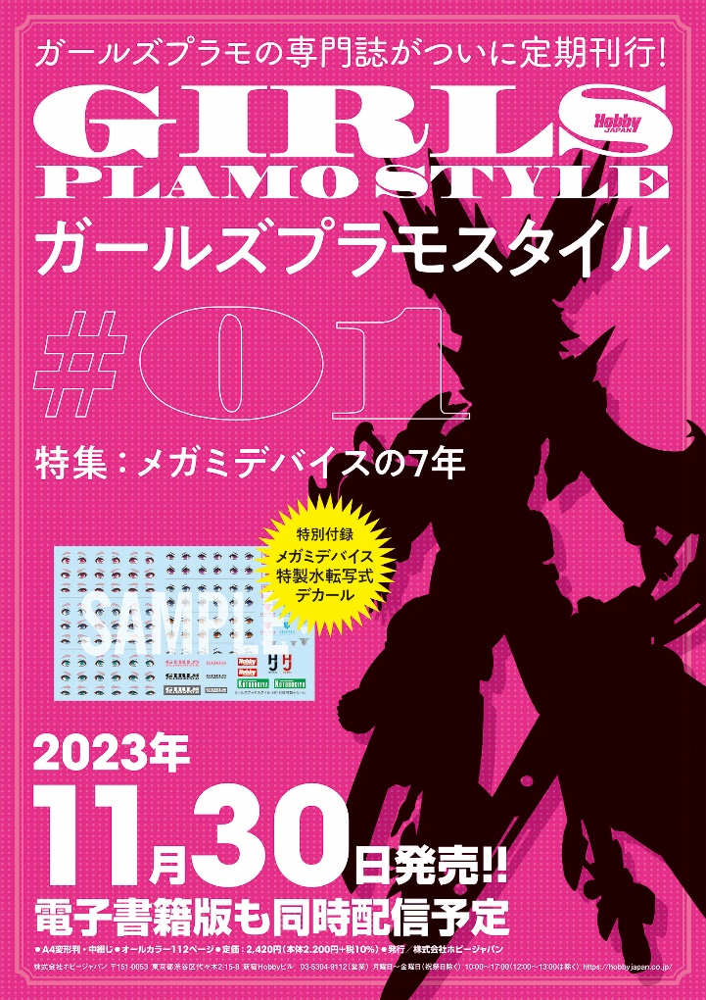 ガールズプラモの専門誌がついに定期刊行!
GIRLS
Hobby
JAPAN
PLAMO STYLE
ガールズプラモスタイル
#01
特集：メガミデバイスの7年
特別付録
メガミデバイス
特製水転写式
デカール
SAMPLE
Hobby
Hobby
GIRLS
GIRLS
KOTOBUKIYA
KOTOBUKIYA
2023年
11月30日発売!!
電子書籍版も同時配信予定
●A4変形判・中綴じ●オールカラー112ページ●定価：2,420円（本体2,200円+税10%）●発行／株式会社ホビージャパン
株式会社ホビージャパン 〒151-0053 東京都渋谷区代々木2-15-8 新宿Hobbyビル 03-5304-9112（営業） 月曜日〜金曜日（祝祭日除く） 10:00〜17:00（12:00〜13:00は除く） https://hobbyjapan.co.jp/